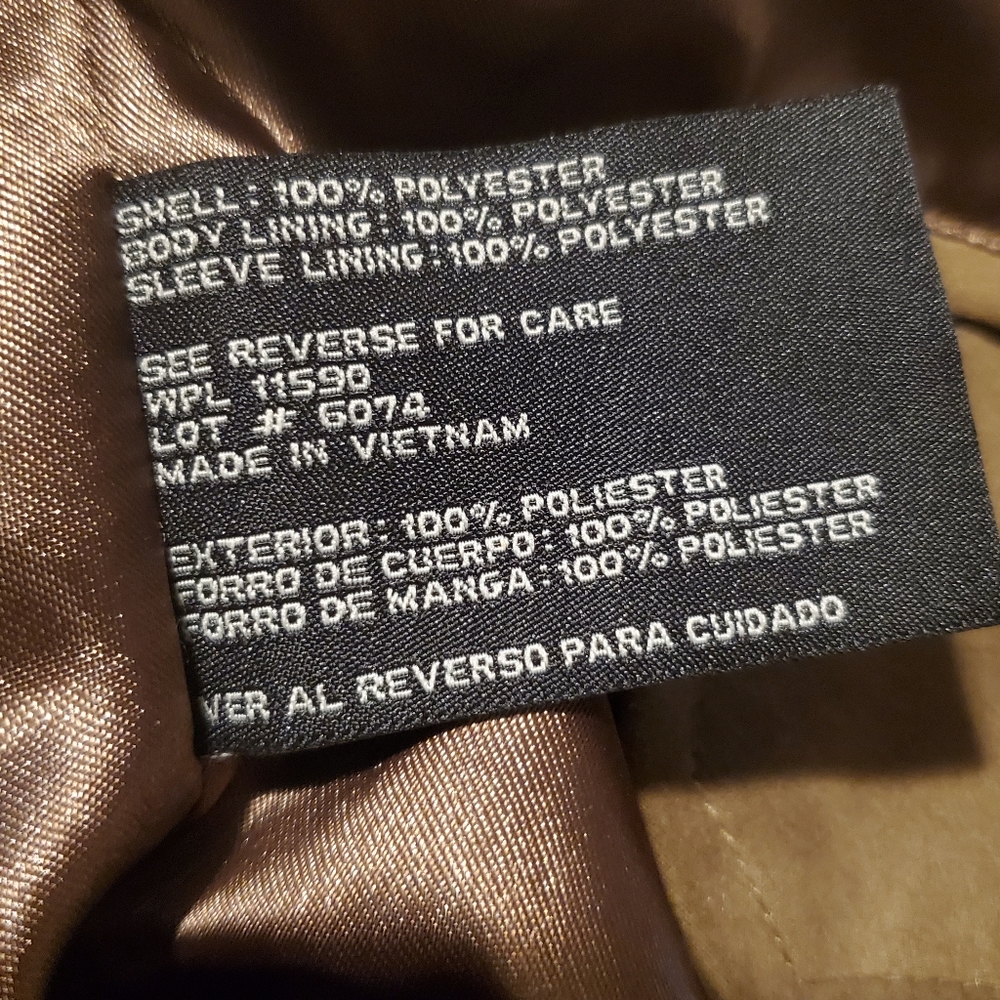 SHELL : 100% POLYESTER
BODY LINING : 100% POLYESTER
SLEEVE LINING : 100% POLYESTER
SEE REVERSE FOR CARE
WPL 11590
LOT # 6074
MADE IN VIETNAM
EXTERIOR : 100% POLIESTER
FORRO DE CUERPO : 100% POLIESTER
FORRO DE MANGA : 100% POLIESTER
VER AL REVERSO PARA CUIDADO